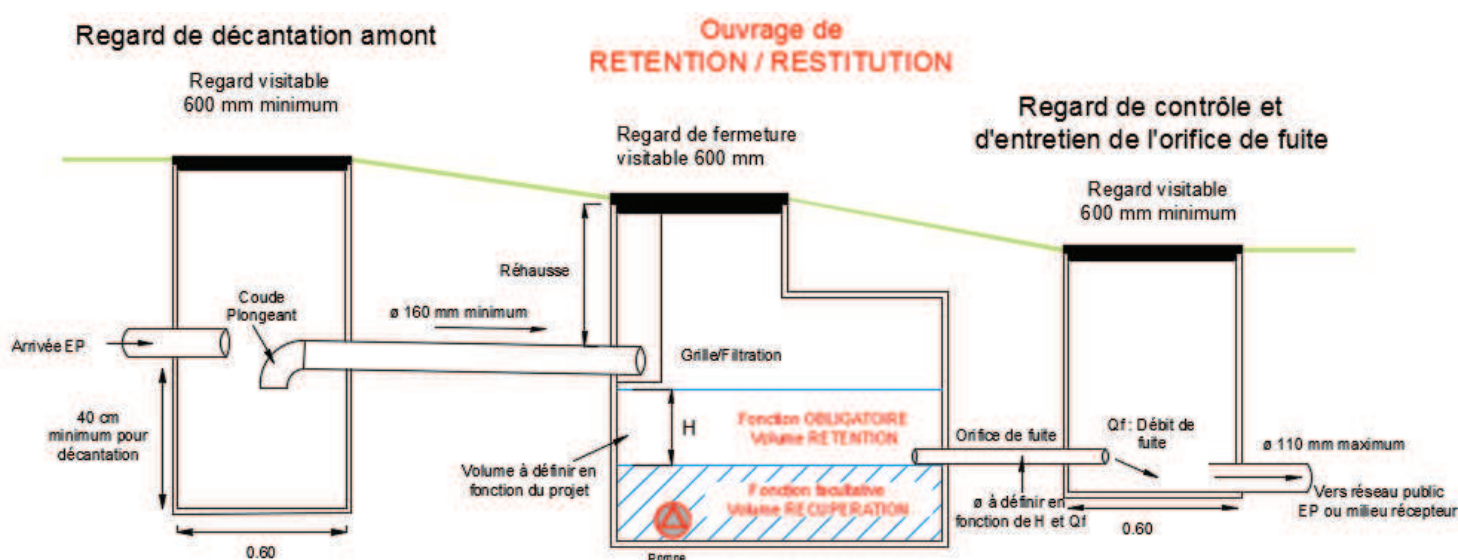 Regard de décantation amont
Regard visitable
600 mm minimum
Ouvrage de
RETENTION / RESTITUTION
Regard de fermeture
visitable 600 mm
Regard de contrôle et
d'entretien de l'orifice de fuite
Regard visitable
600 mm minimum
Réhausse
Coude
Plongeant
ø 160 mm minimum
Arrivée EP
Grille/Filtration
40 cm
minimum pour
décantation
H
Fonction OBLIGATOIRE
Volume RETENTION
Orifice de fuite
Qf : Débit de
fuite
ø 110 mm maximum
Volume à définir en
fonction du projet
Fonction facultative
Volume RECUPERATION
ø à définir en
fonction de H et Qf
Vers réseau public
EP ou milieu récepteur
0.60
0.60
Pompe